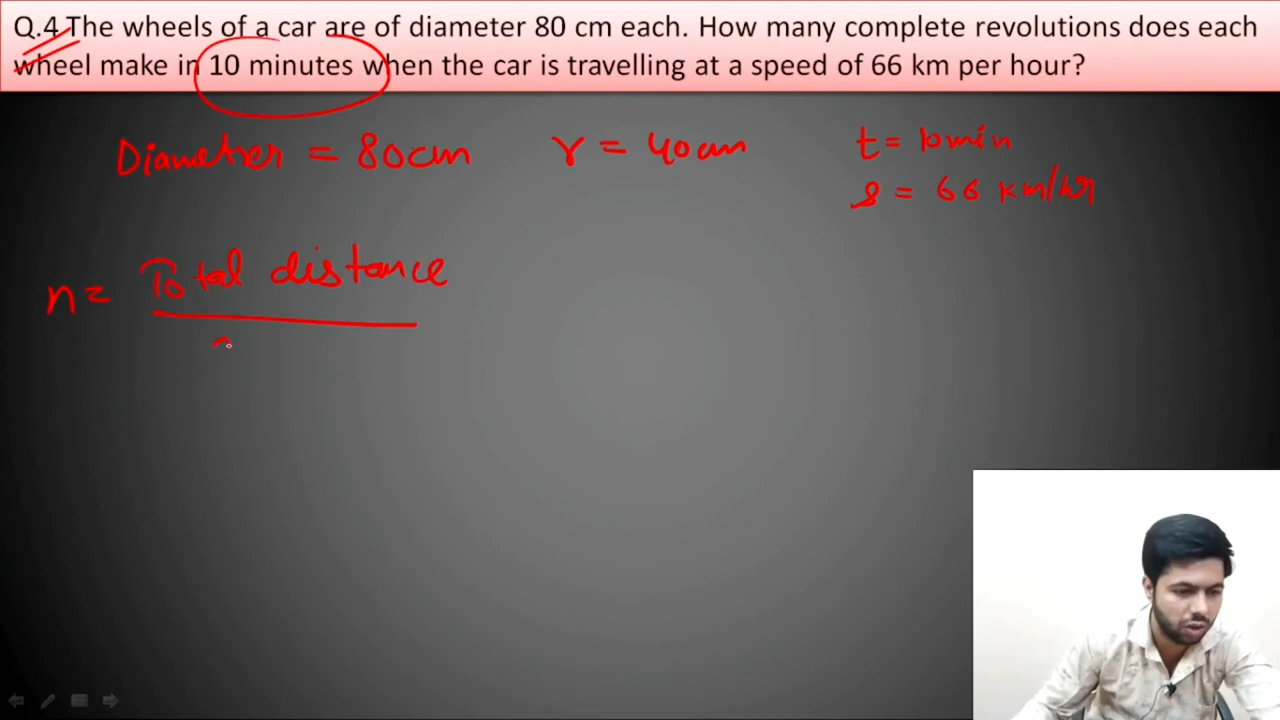 Q.4 The wheels of a car are of diameter 80 cm each. How many complete revolutions does each
wheel make in 10 minutes when the car is travelling at a speed of 66 km per hour?
Diameter = 80cm r = 40cm t = 10min
s = 66 km/hr
n = Total distance